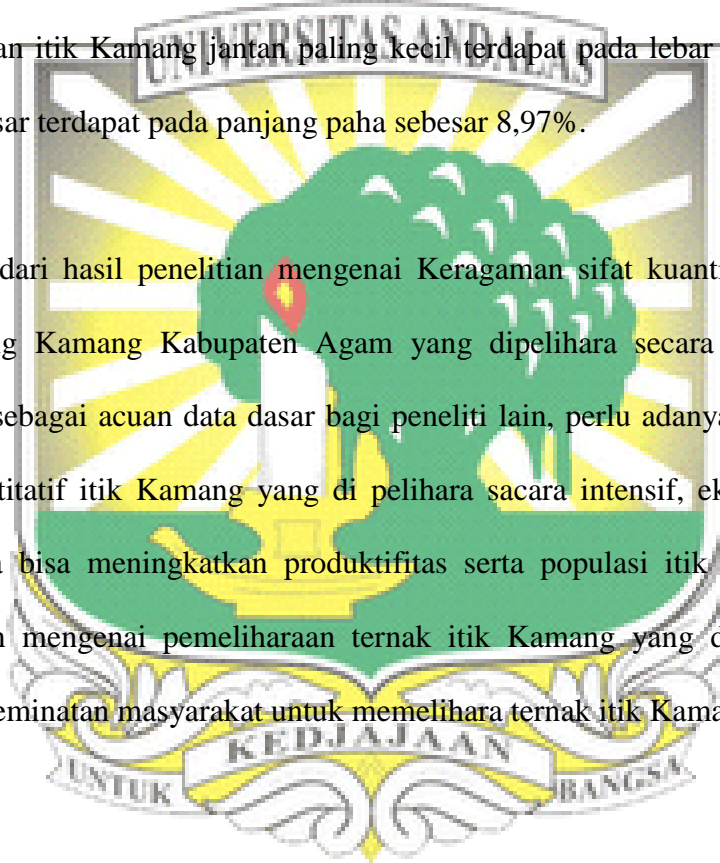 UNIVERSITAS ANDALAS
an itik Kamang jantan paling kecil terdapat pada lebar
sar terdapat pada panjang paha sebesar 8,97%.
dari hasil penelitian mengenai Keragaman sifat kuanti
g Kamang Kabupaten Agam yang dipelihara secara
sebagai acuan data dasar bagi peneliti lain, perlu adanya
titatif itik Kamang yang di pelihara sacara intensif, ek
a bisa meningkatkan produktifitas serta populasi itik
n mengenai pemeliharaan ternak itik Kamang yang d
eminatan masyarakat untuk memelihara ternak itik Kama
KEDJAJAAN
UNTUK BANGSA